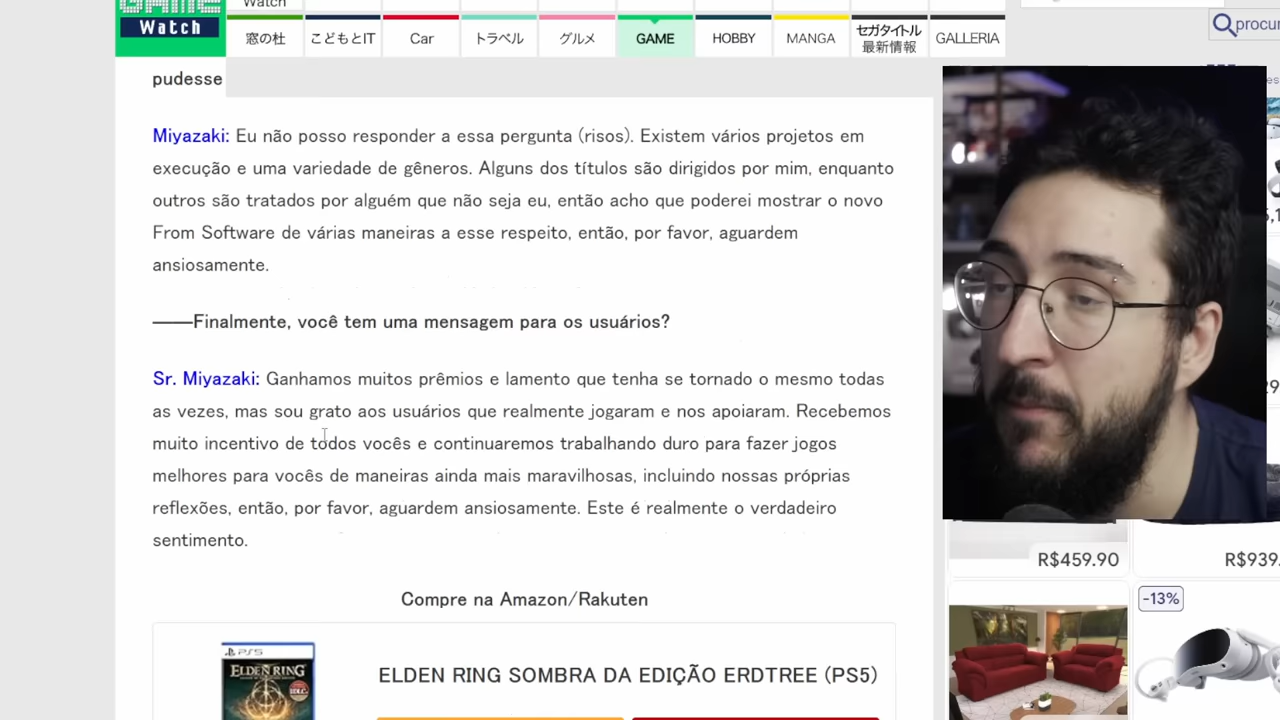 Watch
GAME
Watch
窓の杜
こどもとIT
Car
トラベル
グルメ
GAME
HOBBY
MANGA
セガタイトル
最新情報
GALLERIA
procu
pudesse
Miyazaki: Eu não posso responder a essa pergunta (risos). Existem vários projetos em
execução e uma variedade de gêneros. Alguns dos títulos são dirigidos por mim, enquanto
outros são tratados por alguém que não seja eu, então acho que poderei mostrar o novo
From Software de várias maneiras a esse respeito, então, por favor, aguardem
ansiosamente.
——Finalmente, você tem uma mensagem para os usuários?
Sr. Miyazaki: Ganhamos muitos prêmios e lamento que tenha se tornado o mesmo todas
as vezes, mas sou grato aos usuários que realmente jogaram e nos apoiaram. Recebemos
muito incentivo de todos vocês e continuaremos trabalhando duro para fazer jogos
melhores para vocês de maneiras ainda mais maravilhosas, incluindo nossas próprias
reflexões, então, por favor, aguardem ansiosamente. Este é realmente o verdadeiro
sentimento.
Compre na Amazon/Rakuten
PS5
ELDEN RING
ELDEN RING SOMBRA DA EDIÇÃO ERDTREE (PS5)
R$459.90
R$939.
-13%